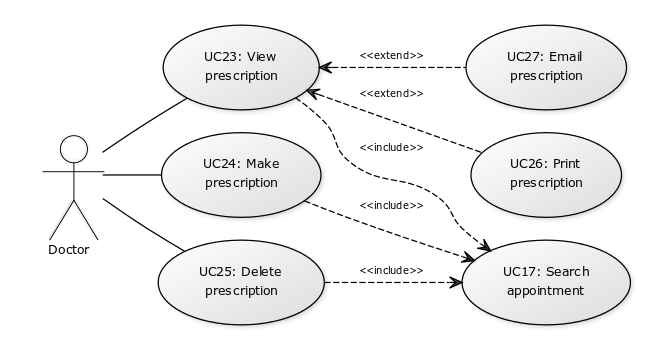 UC23: View
prescription
<<extend>>
UC27: Email
prescription
<<extend>>
<<include>>
UC24: Make
prescription
UC26: Print
prescription
<<include>>
Doctor
UC25: Delete
prescription
<<include>>
UC17: Search
appointment